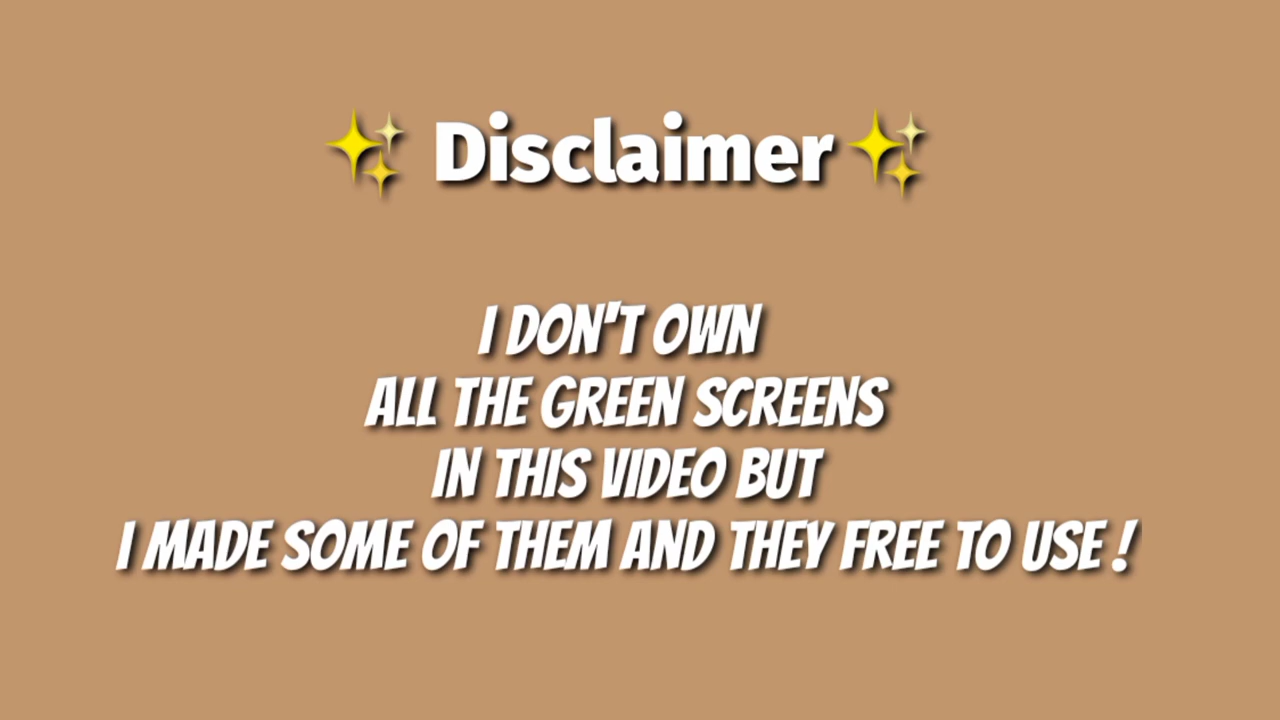 ✨ Disclaimer ✨
I DON'T OWN
ALL THE GREEN SCREENS
IN THIS VIDEO BUT
I MADE SOME OF THEM AND THEY FREE TO USE !